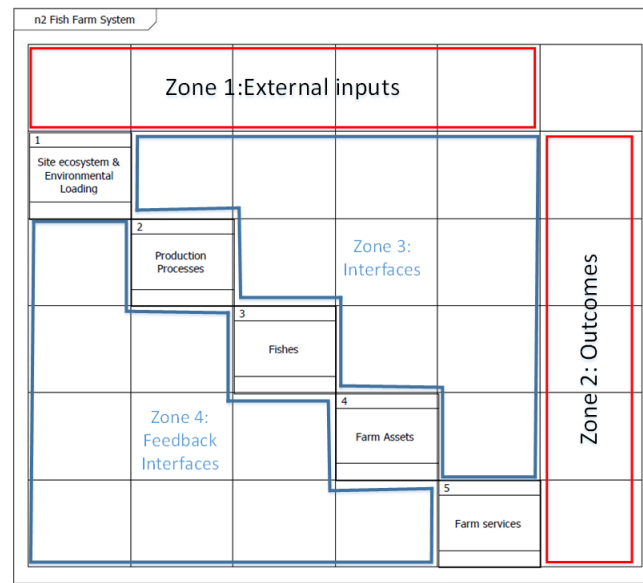 n2 Fish Farm System
Zone 1:External inputs
1
Site ecosystem &
Environmental
Loading
2
Production
Processes
Zone 3:
Interfaces
Zone 2: Outcomes
3
Fishes
Zone 4:
Feedback
Interfaces
4
Farm Assets
5
Farm services